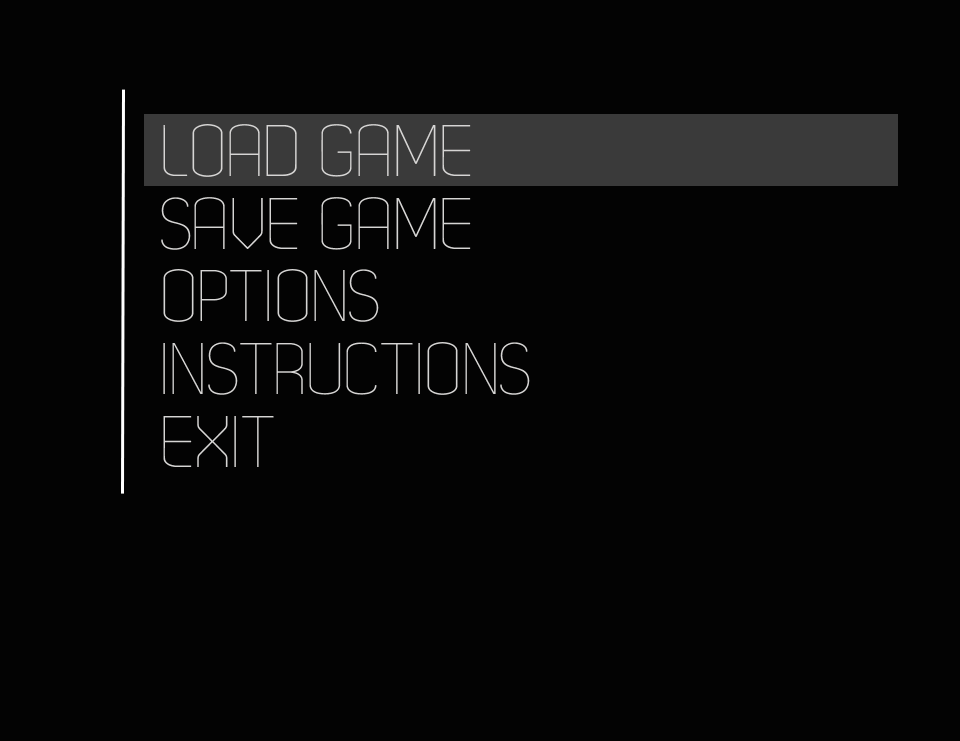 LOAD GAME
SAVE GAME
OPTIONS
INSTRUCTIONS
EXIT